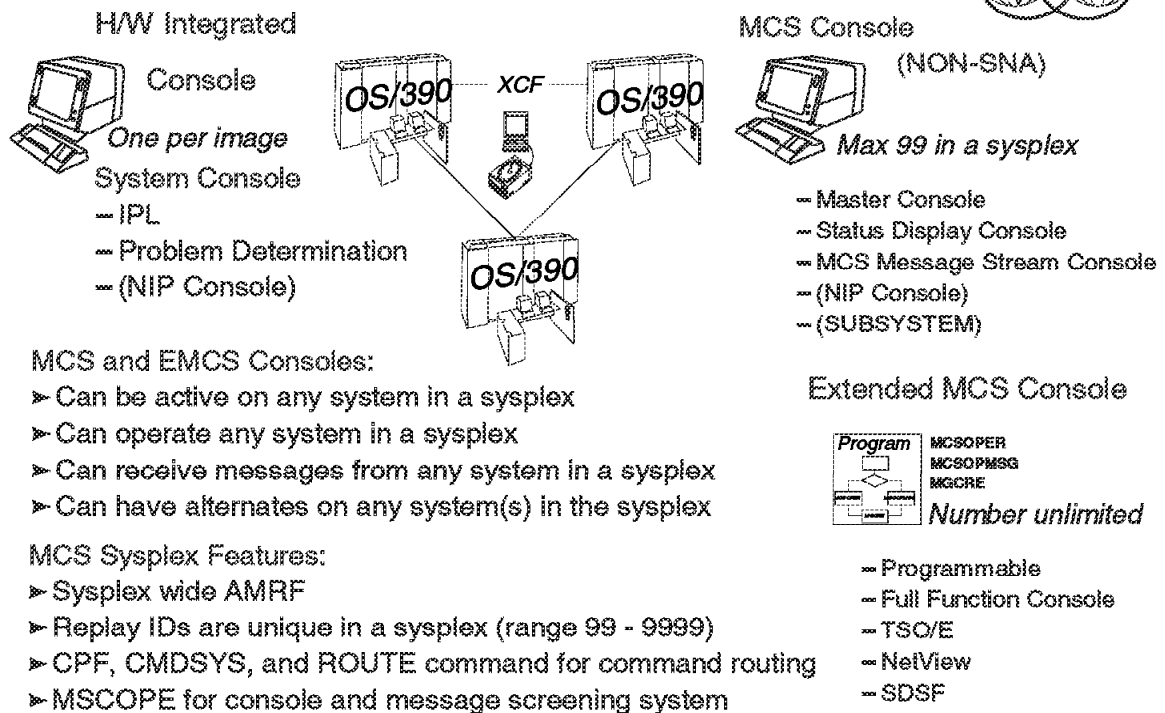 H/W Integrated
Console
One per image
System Console
– IPL
– Problem Determination
– (NIP Console)
OS/390
XCF
OS/390
OS/390
MCS Console
(NON-SNA)
Max 99 in a sysplex
– Master Console
– Status Display Console
– MCS Message Stream Console
– (NIP Console)
– (SUBSYSTEM)
MCS and EMCS Consoles:
➤ Can be active on any system in a sysplex
➤ Can operate any system in a sysplex
➤ Can receive messages from any system in a sysplex
➤ Can have alternates on any system(s) in the sysplex
MCS Sysplex Features:
➤ Sysplex wide AMRF
➤ Replay IDs are unique in a sysplex (range 99 - 9999)
➤ CPF, CMDSYS, and ROUTE command for command routing
➤ MSCOPE for console and message screening system
Extended MCS Console
Program
MCSOPER
MCSOPMSG
MGCRE
Number unlimited
– Programmable
– Full Function Console
– TSO/E
– NetView
– SDSF